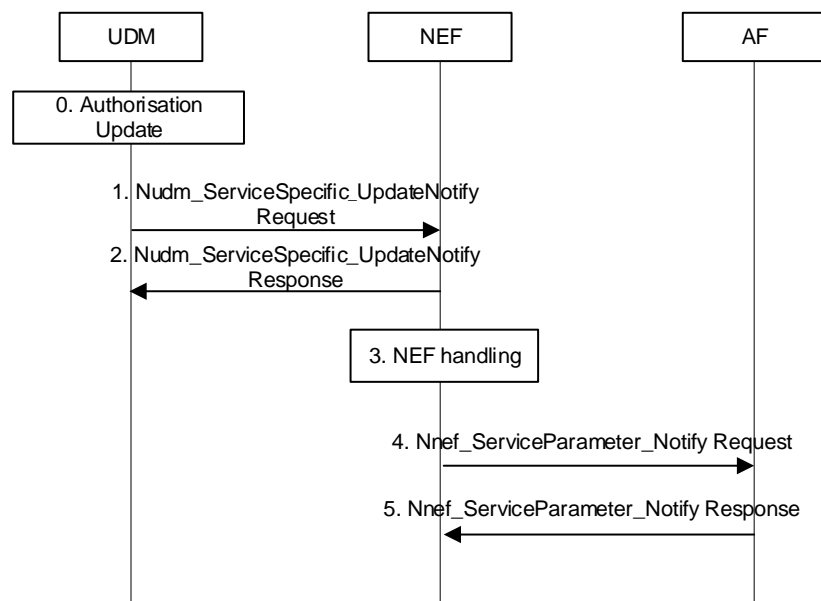 UDM
NEF
AF
0. Authorisation
Update
1. Nudm_ServiceSpecific_UpdateNotify
Request
2. Nudm_ServiceSpecific_UpdateNotify
Response
3. NEF handling
4. Nnef_ServiceParameter_Notify Request
5. Nnef_ServiceParameter_Notify Response